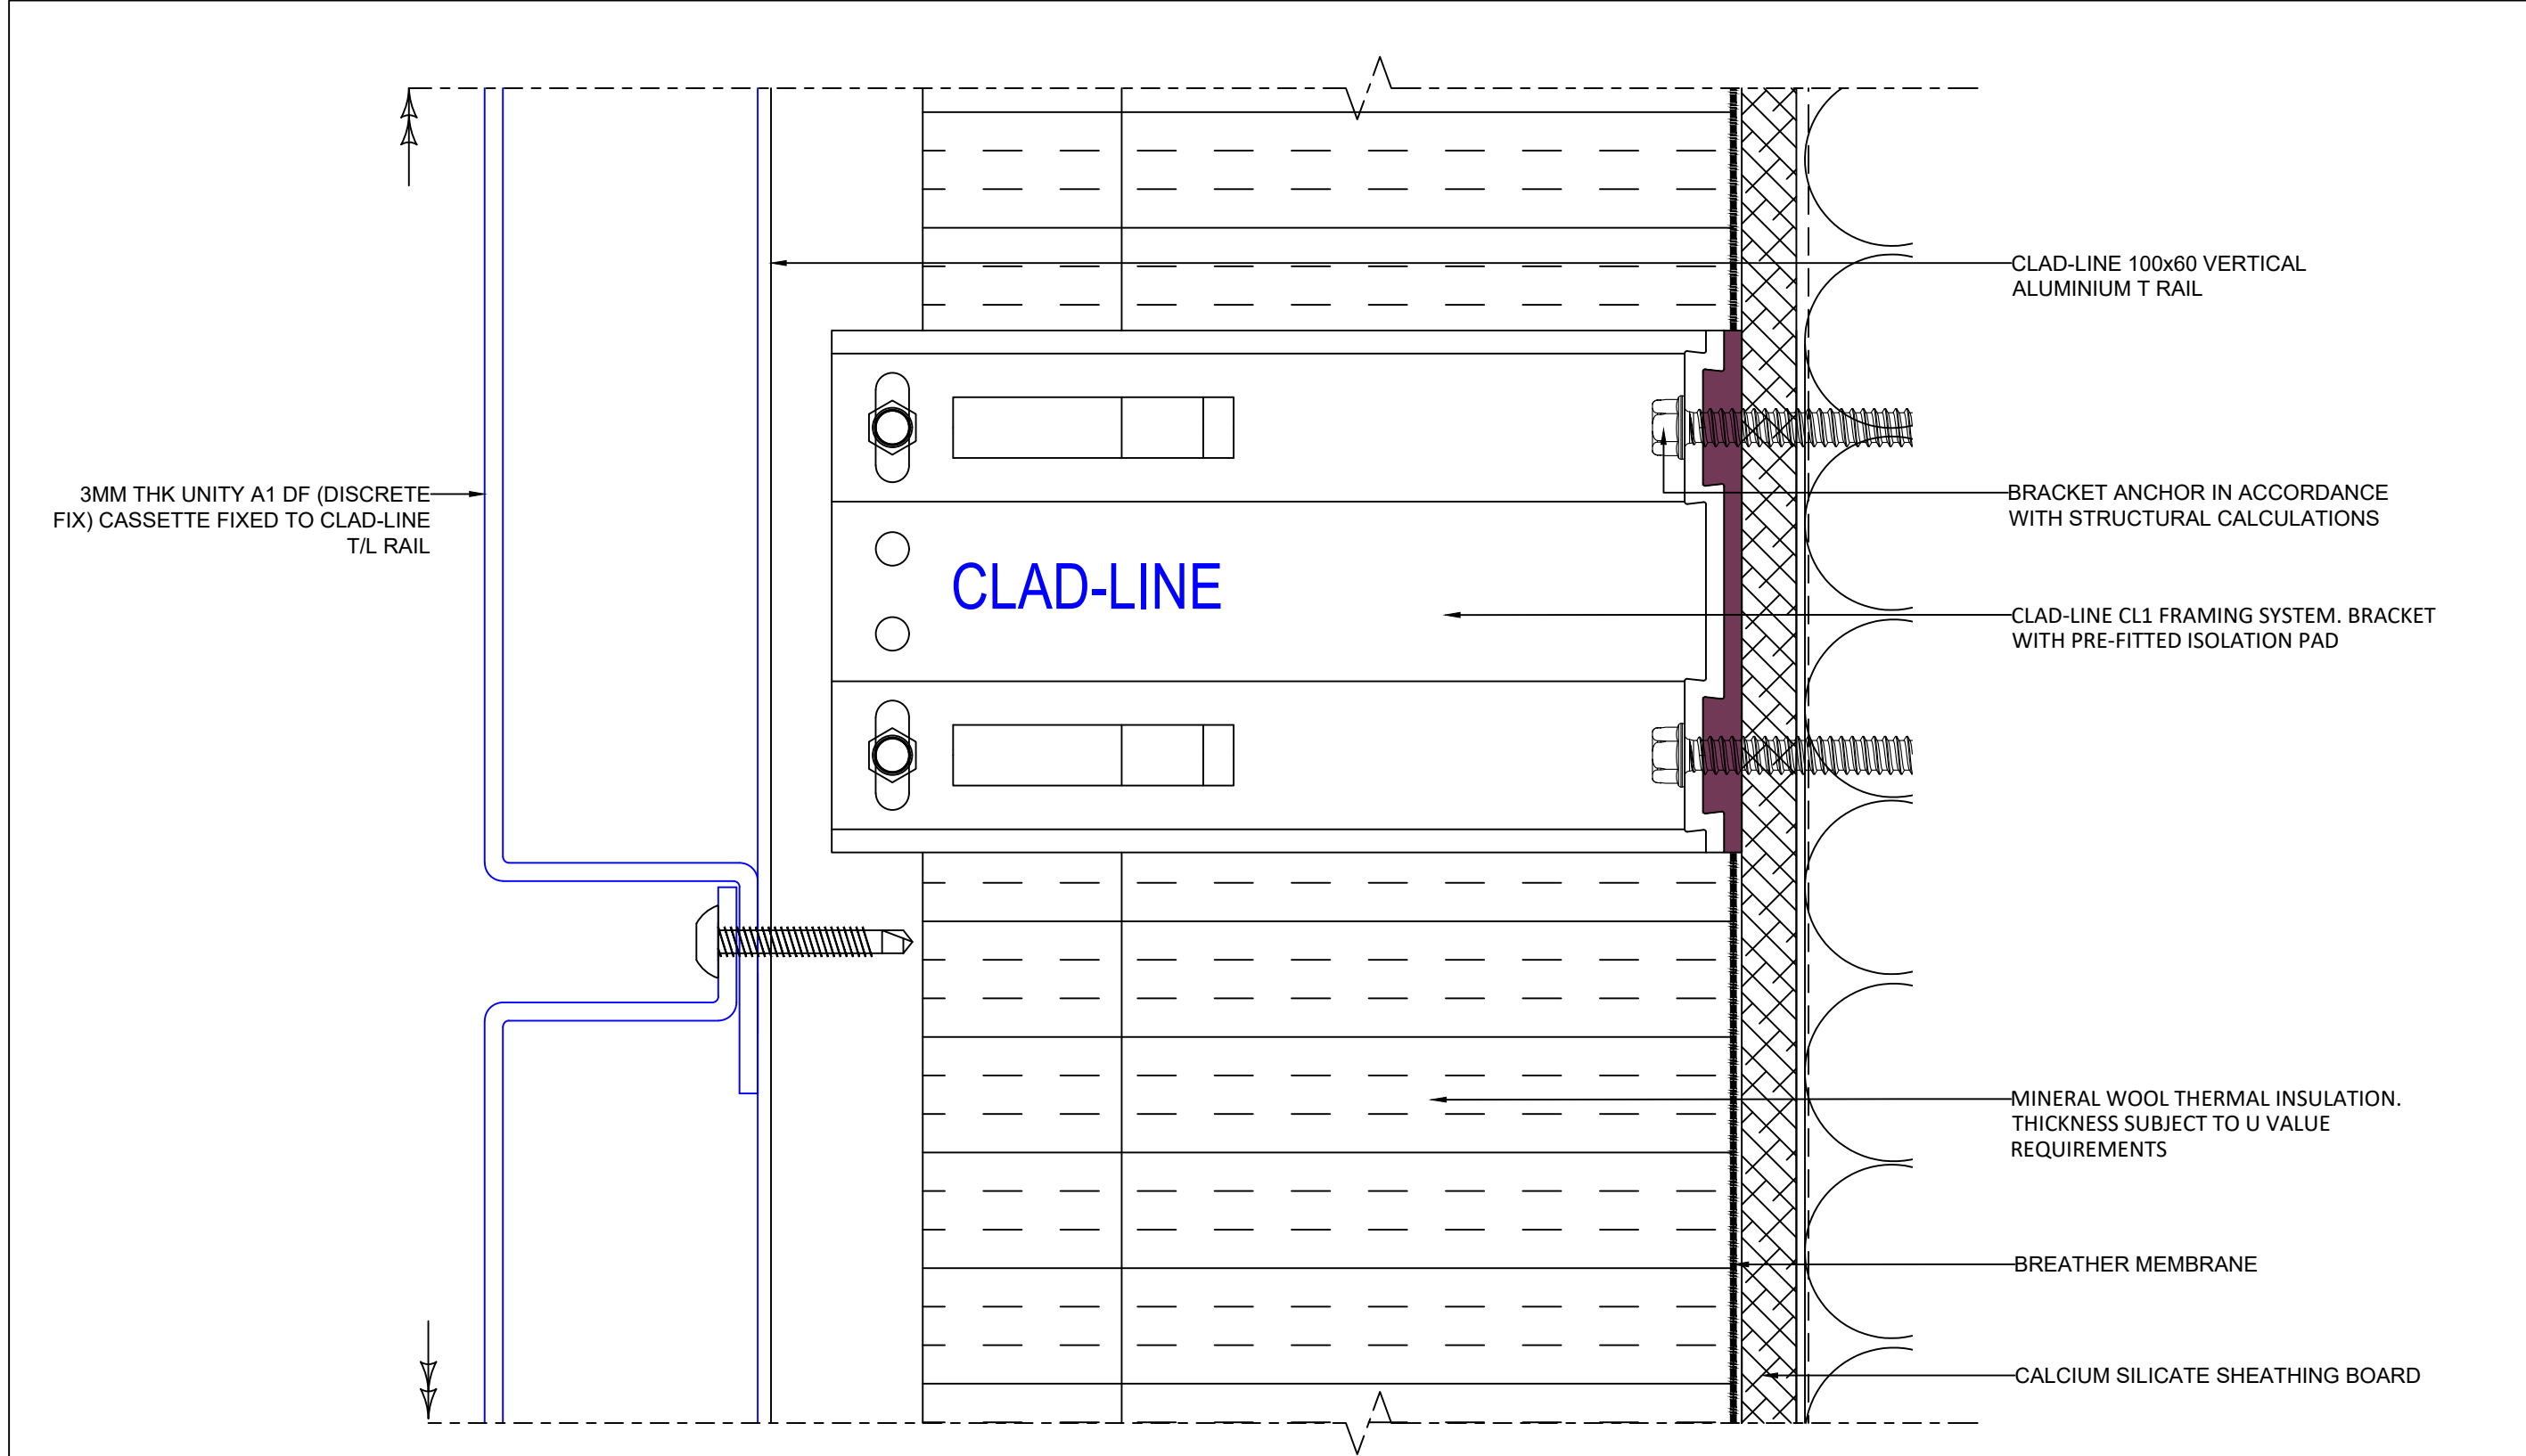 CLAD-LINE 100x60 VERTICAL
ALUMINIUM T RAIL
3MM THK UNITY A1 DF (DISCRETE
FIX) CASSETTE FIXED TO CLAD-LINE
T/L RAIL
BRACKET ANCHOR IN ACCORDANCE
WITH STRUCTURAL CALCULATIONS
CLAD-LINE
CLAD-LINE CL1 FRAMING SYSTEM. BRACKET
WITH PRE-FITTED ISOLATION PAD
MINERAL WOOL THERMAL INSULATION.
THICKNESS SUBJECT TO U VALUE
REQUIREMENTS
BREATHER MEMBRANE
CALCIUM SILICATE SHEATHING BOARD